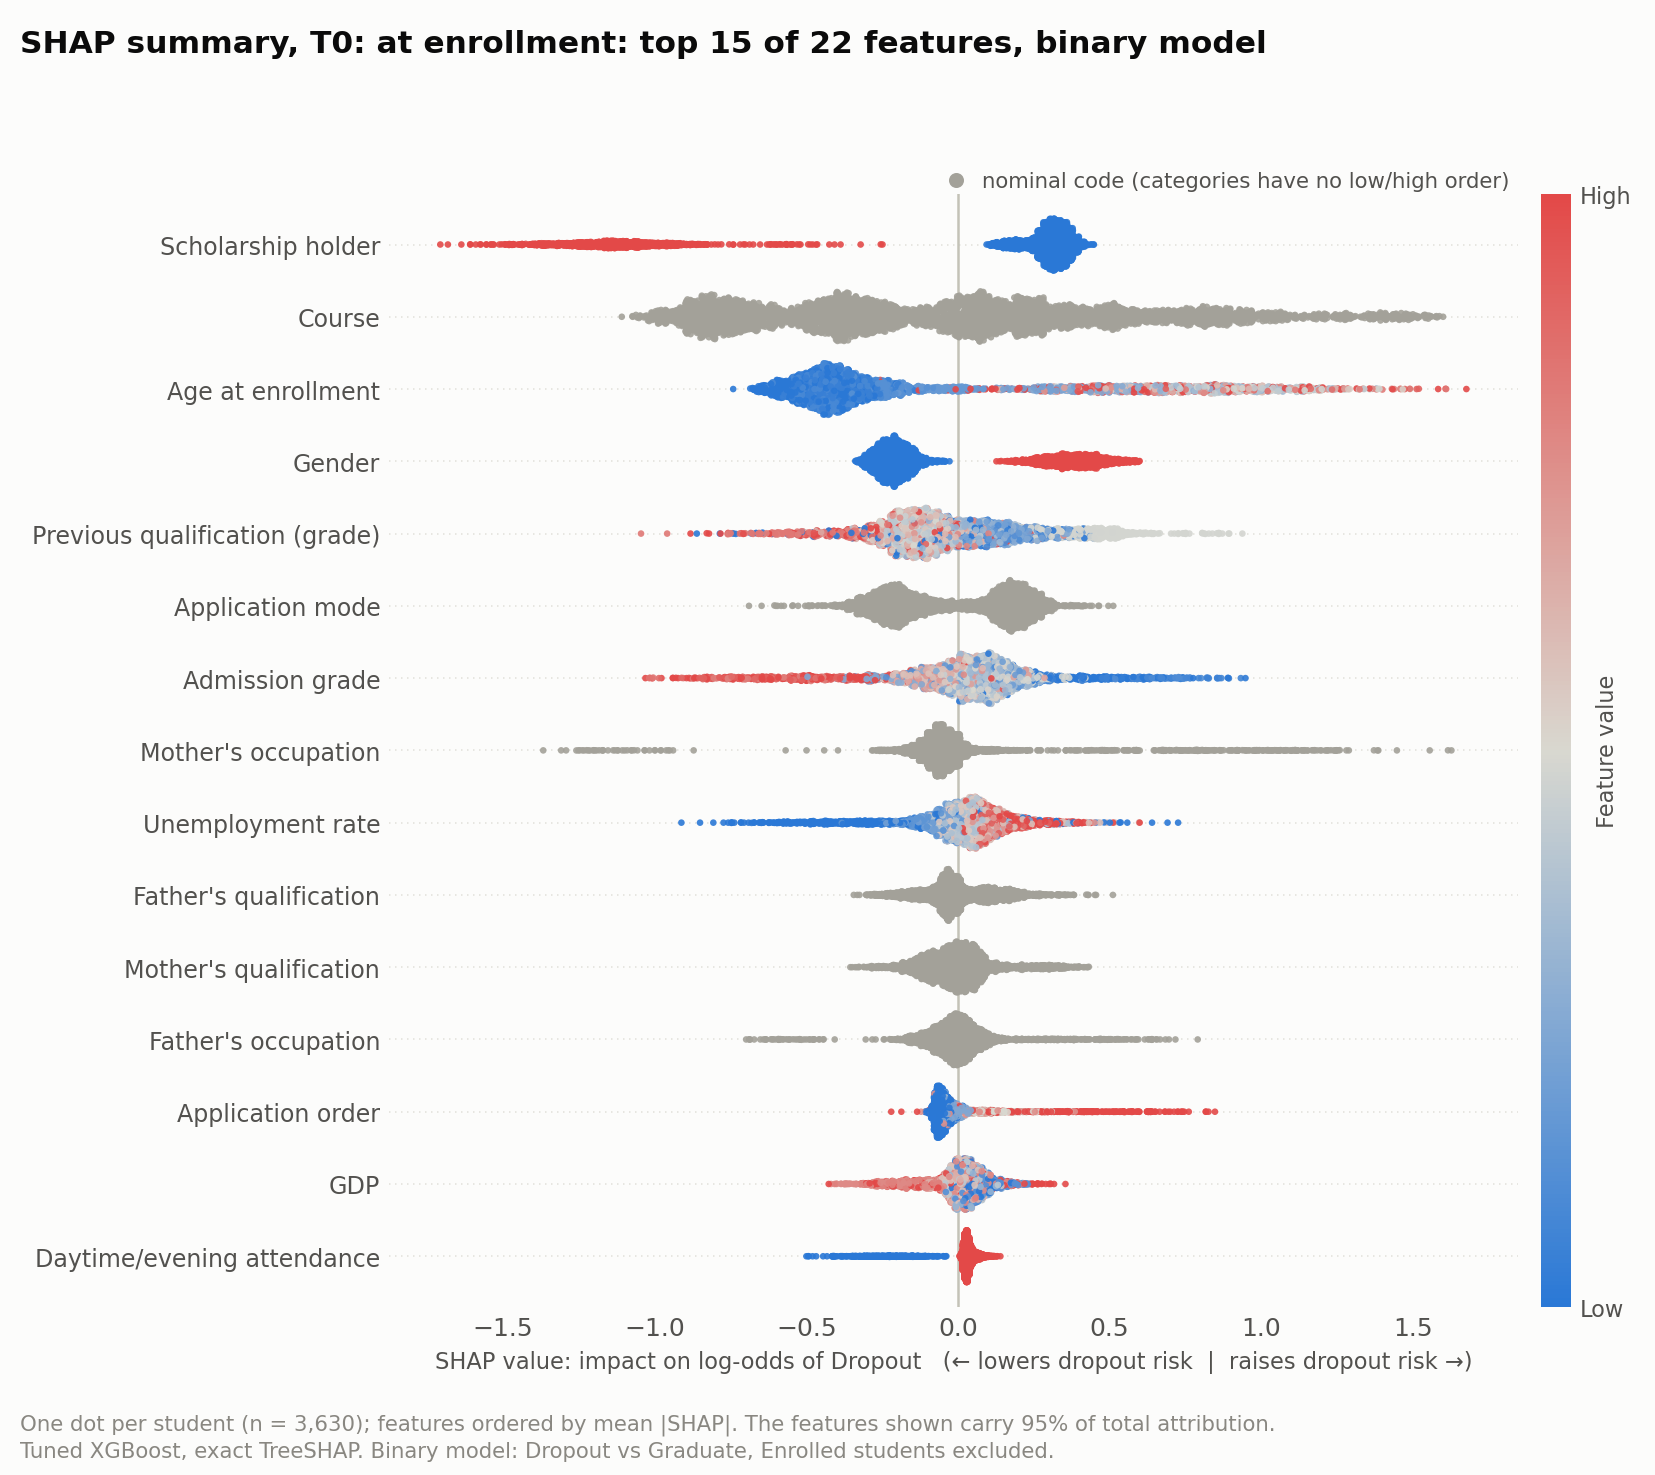 SHAP summary, T0: at enrollment: top 15 of 22 features, binary model
nominal code (categories have no low/high order)
High
Scholarship holder
Course
Age at enrollment
Gender
Previous qualification (grade)
Application mode
Admission grade
Mother's occupation
Unemployment rate
Father's qualification
Mother's qualification
Father's occupation
Application order
GDP
Daytime/evening attendance
Feature value
Low
−1.5 −1.0 −0.5 0.0 0.5 1.0 1.5
SHAP value: impact on log-odds of Dropout (← lowers dropout risk | raises dropout risk →)
One dot per student (n = 3,630); features ordered by mean |SHAP|. The features shown carry 95% of total attribution.
Tuned XGBoost, exact TreeSHAP. Binary model: Dropout vs Graduate, Enrolled students excluded.